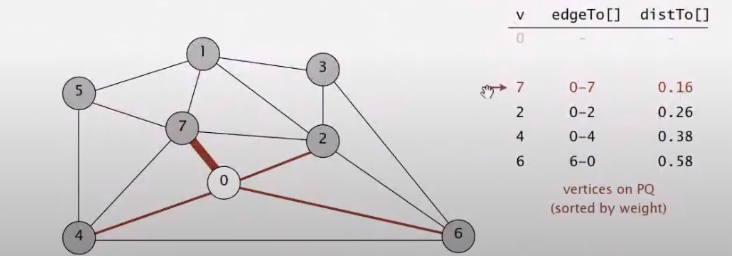 v edgeTo[] distTo[]
0 - -
7 0-7 0.16
2 0-2 0.26
4 0-4 0.38
6 6-0 0.58
vertices on PQ
(sorted by weight)
1
3
5
7
2
0
4
6